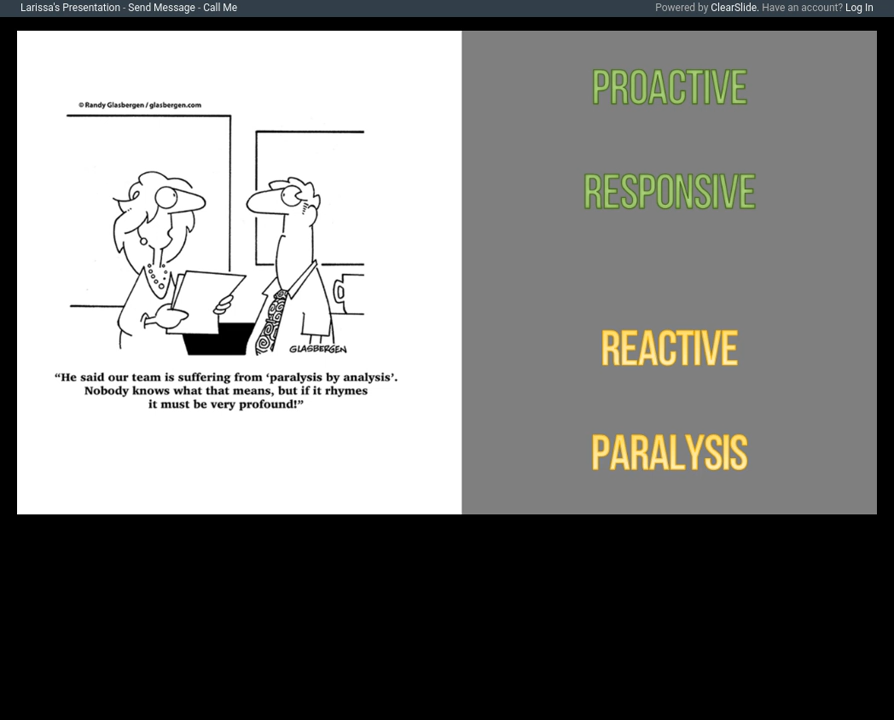 Larissa's Presentation - Send Message - Call Me
Powered by ClearSlide. Have an account? Log In
© Randy Glasbergen / glasbergen.com
GLASBERGEN
“He said our team is suffering from ‘paralysis by analysis’.
Nobody knows what that means, but if it rhymes
it must be very profound!”
PROACTIVE
RESPONSIVE
REACTIVE
PARALYSIS